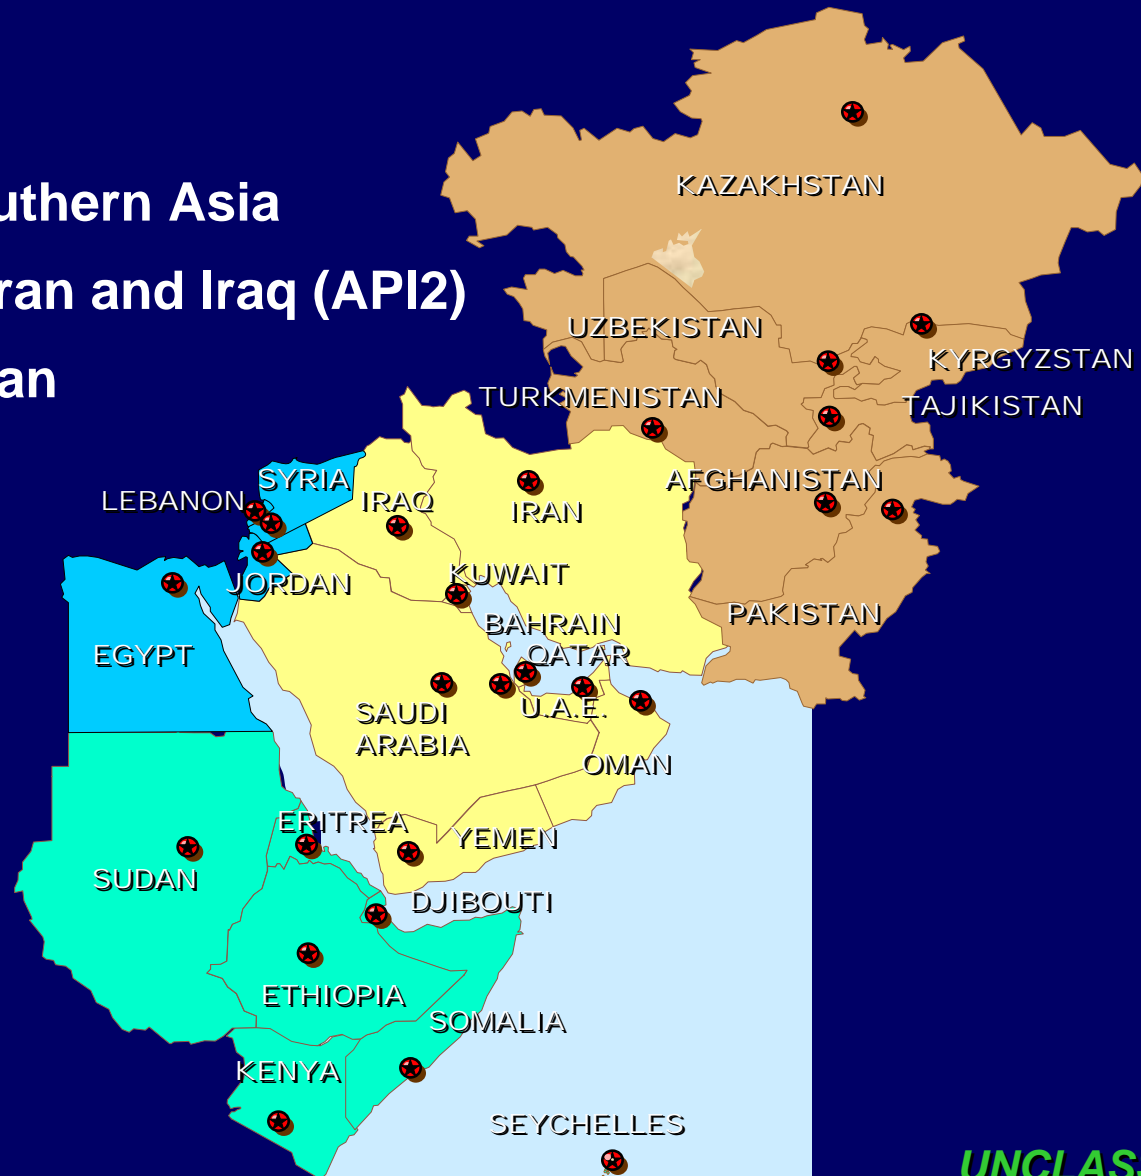 uthern Asia
ran and Iraq (API2)
an
KAZAKHSTAN
UZBEKISTAN
KYRGYZSTAN
TURKMENISTAN
TAJIKISTAN
SYRIA
LEBANON
IRAQ
IRAN
AFGHANISTAN
JORDAN
KUWAIT
PAKISTAN
BAHRAIN
EGYPT
QATAR
SAUDI
ARABIA
U.A.E.
OMAN
ERITREA
YEMEN
SUDAN
DJIBOUTI
ETHIOPIA
SOMALIA
KENYA
SEYCHELLES
UNCLAS